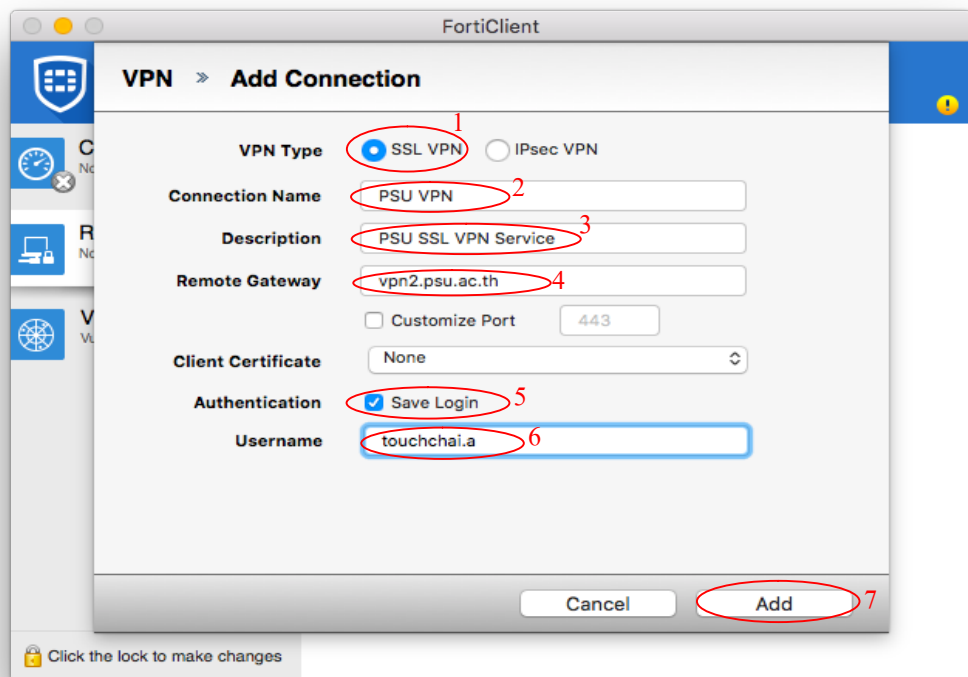 FortiClient
VPN » Add Connection
1
VPN Type SSL VPN IPsec VPN
Connection Name PSU VPN 2
Description PSU SSL VPN Service 3
Remote Gateway vpn2.psu.ac.th 4
Customize Port 443
Client Certificate None
Authentication Save Login 5
Username touchchai.a 6
Cancel Add 7
Click the lock to make changes